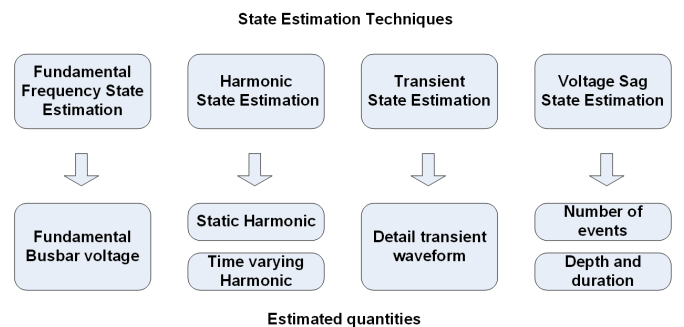 State Estimation Techniques
Fundamental
Frequency State
Estimation
Harmonic
State Estimation
Transient
State Estimation
Voltage Sag
State Estimation
Fundamental
Busbar voltage
Static Harmonic
Time varying
Harmonic
Detail transient
waveform
Number of
events
Depth and
duration
Estimated quantities